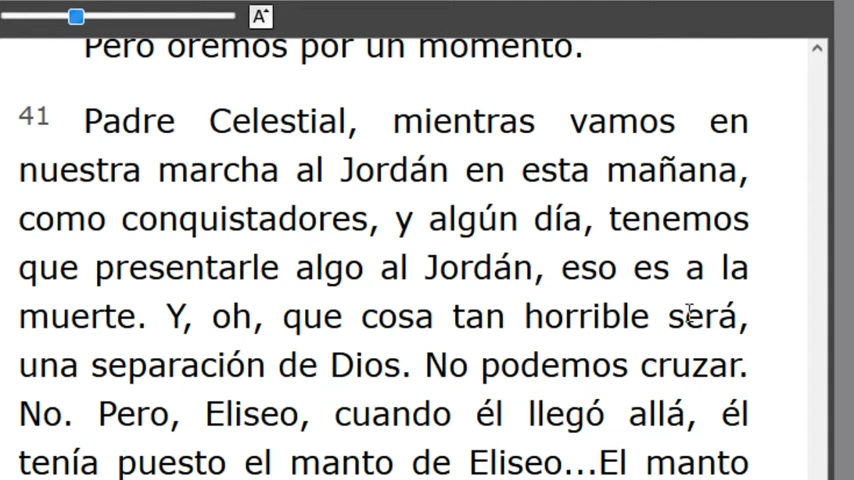 A
Pero oremos por un momento.
41 Padre Celestial, mientras vamos en
nuestra marcha al Jordán en esta mañana,
como conquistadores, y algún día, tenemos
que presentarle algo al Jordán, eso es a la
muerte. Y, oh, que cosa tan horrible será,
una separación de Dios. No podemos cruzar.
No. Pero, Eliseo, cuando él llegó allá, él
tenía puesto el manto de Eliseo...El manto